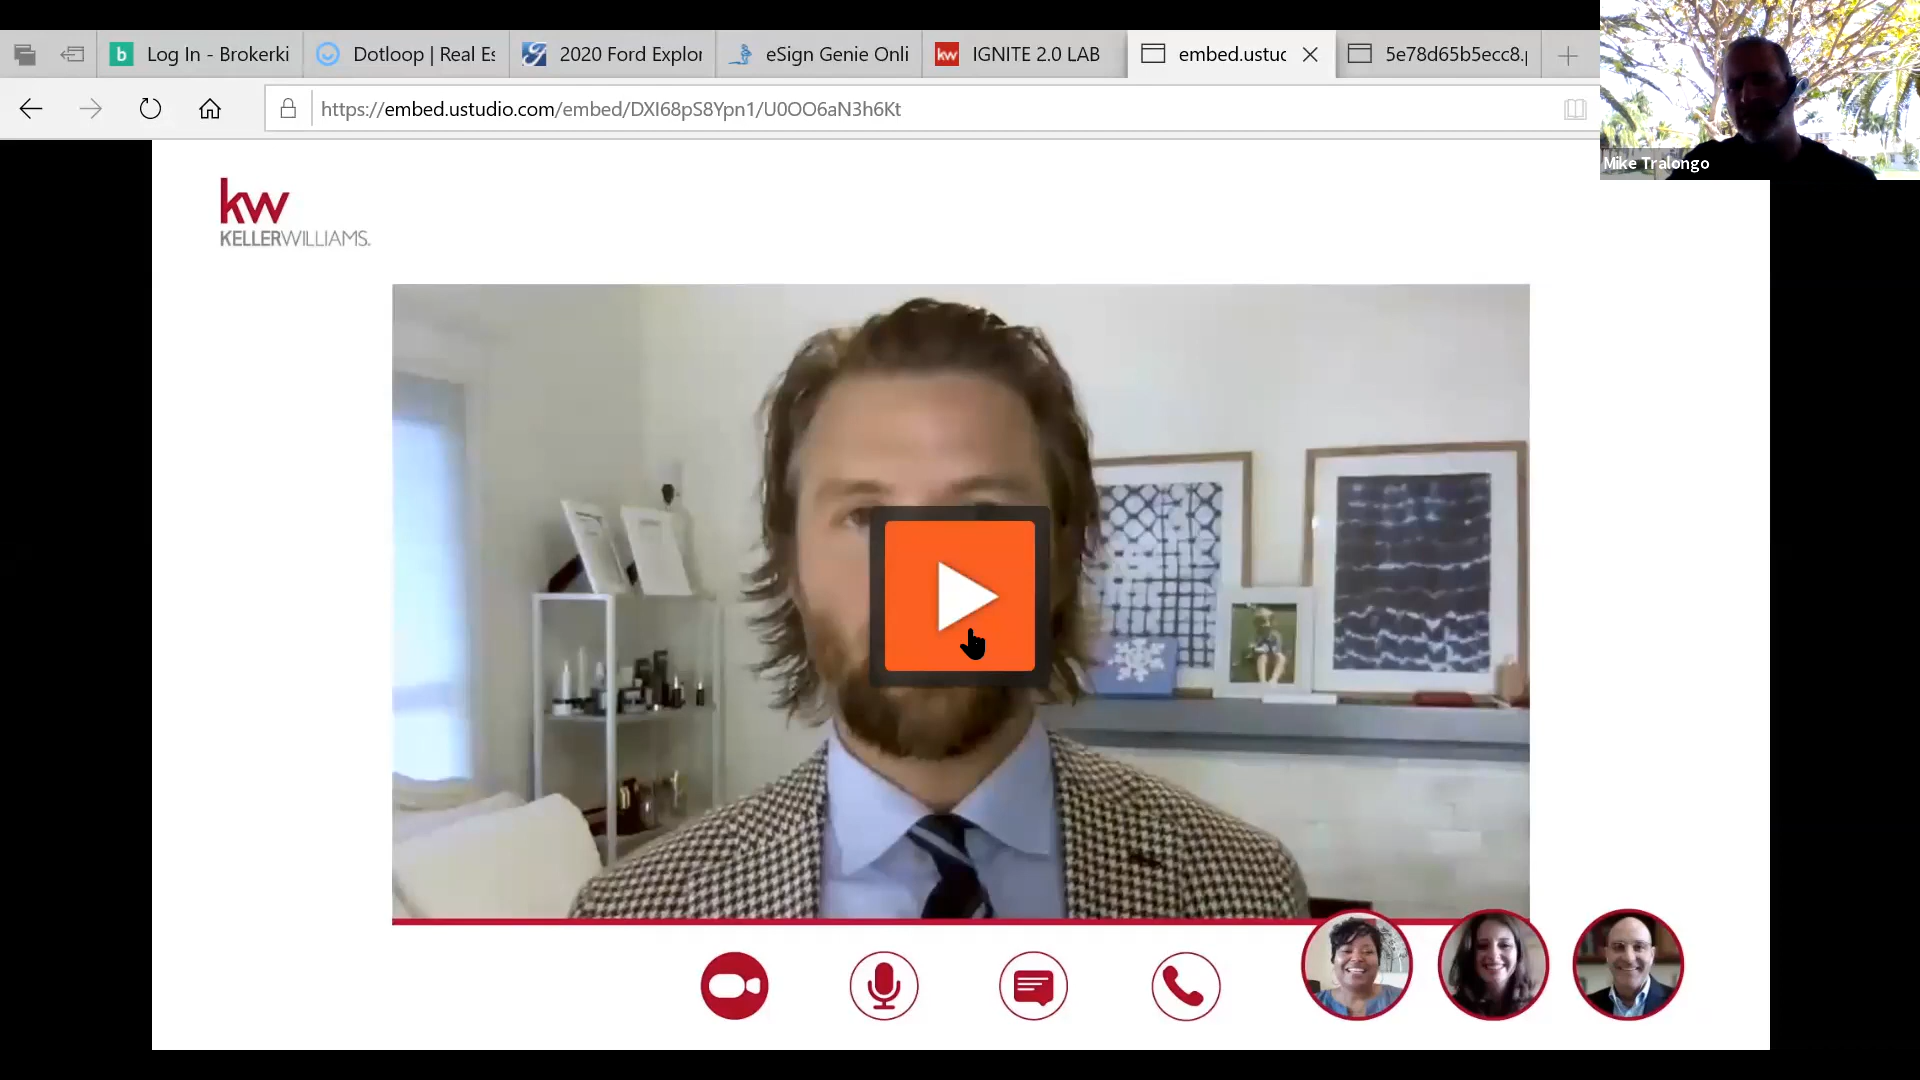 b Log In - Brokerki
Dotloop | Real Es
2020 Ford Explor
eSign Genie Onli
kw IGNITE 2.0 LAB
embed.ustuc
5e78d65b5ecc8.p
https://embed.ustudio.com/embed/DXI68pS8Ypn1/U0OO6aN3h6Kt
Mike Tralongo
kw
KELLERWILLIAMS.